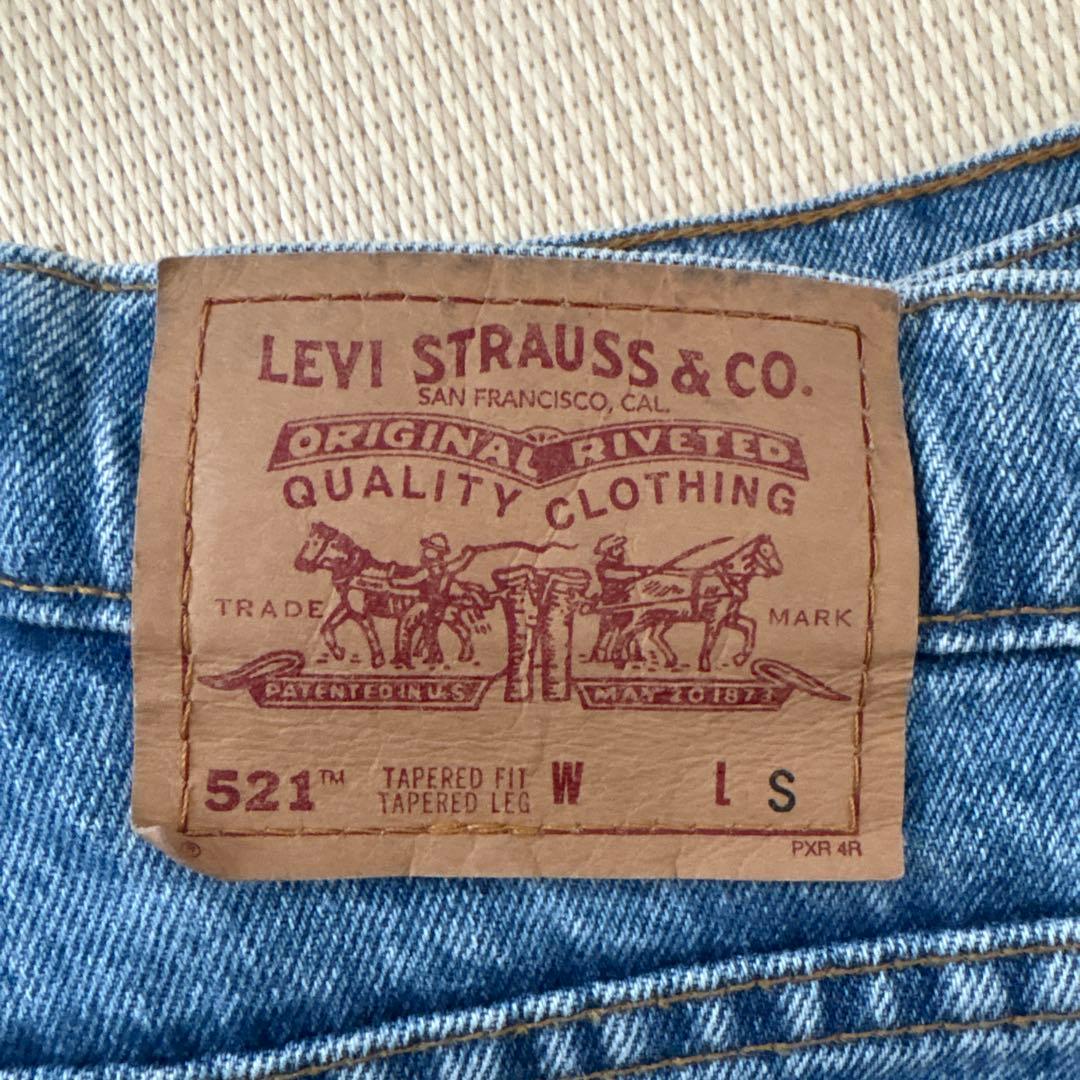 LEVI STRAUSS & CO.
SAN FRANCISCO, CAL.
ORIGINAL RIVETED
QUALITY CLOTHING
TRADE MARK
PATENTED IN U.S. MAY 20 1873
521™ TAPERED FIT W L S
TAPERED LEG
® PXR 4R